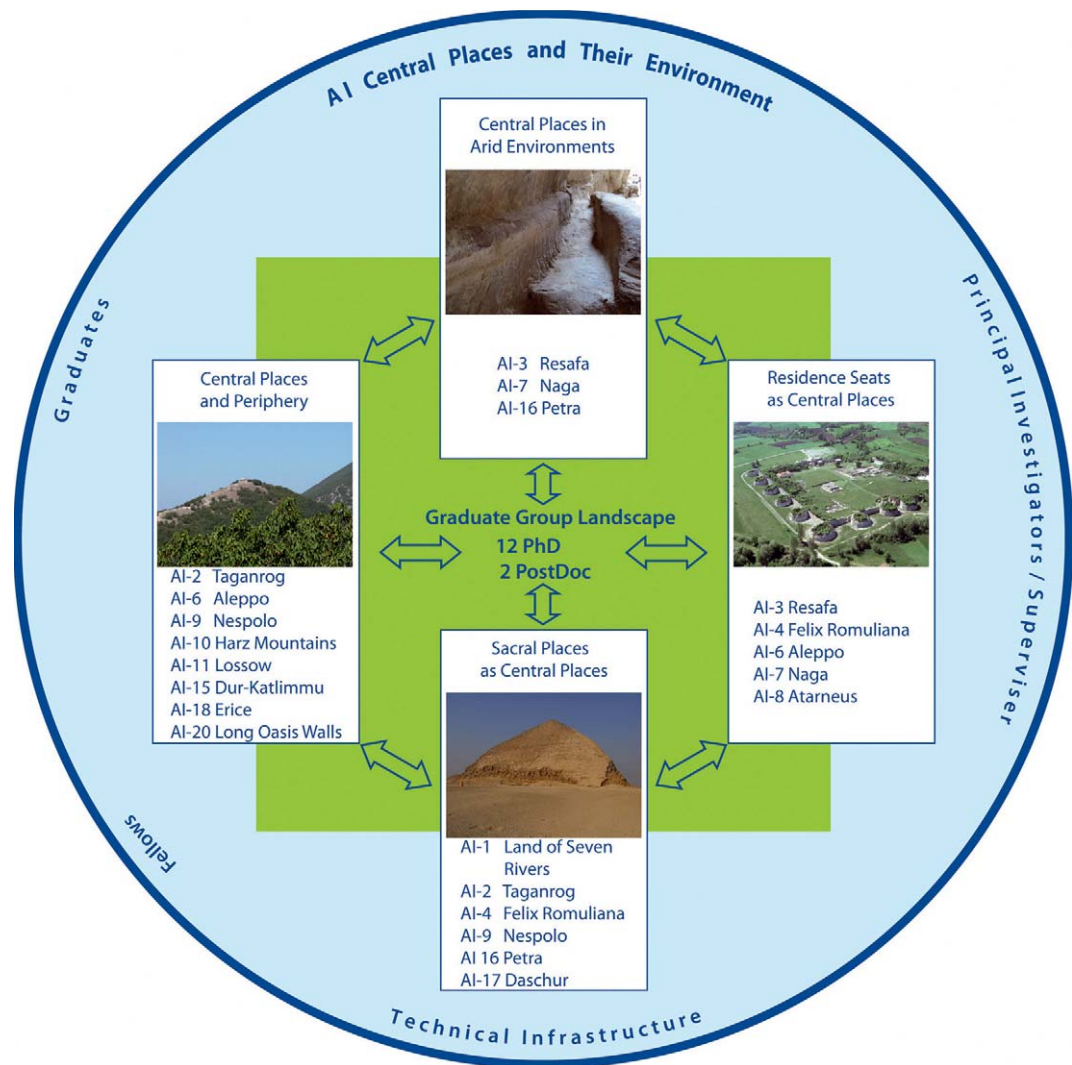 AI Central Places and Their Environment
Central Places in
Arid Environments
AI-3 Resafa
AI-7 Naga
AI-16 Petra
Graduates
Principal Investigators / Superviser
Central Places
and Periphery
AI-2 Taganrog
AI-6 Aleppo
AI-9 Nespolo
AI-10 Harz Mountains
AI-11 Lossow
AI-15 Dur-Katlimmu
AI-18 Erice
AI-20 Long Oasis Walls
Graduate Group Landscape
12 PhD
2 PostDoc
Residence Seats
as Central Places
AI-3 Resafa
AI-4 Felix Romuliana
AI-6 Aleppo
AI-7 Naga
AI-8 Atarneus
Sacral Places
as Central Places
AI-1 Land of Seven
Rivers
AI-2 Taganrog
AI-4 Felix Romuliana
AI-9 Nespolo
AI 16 Petra
AI-17 Daschur
Fellows
Technical Infrastructure